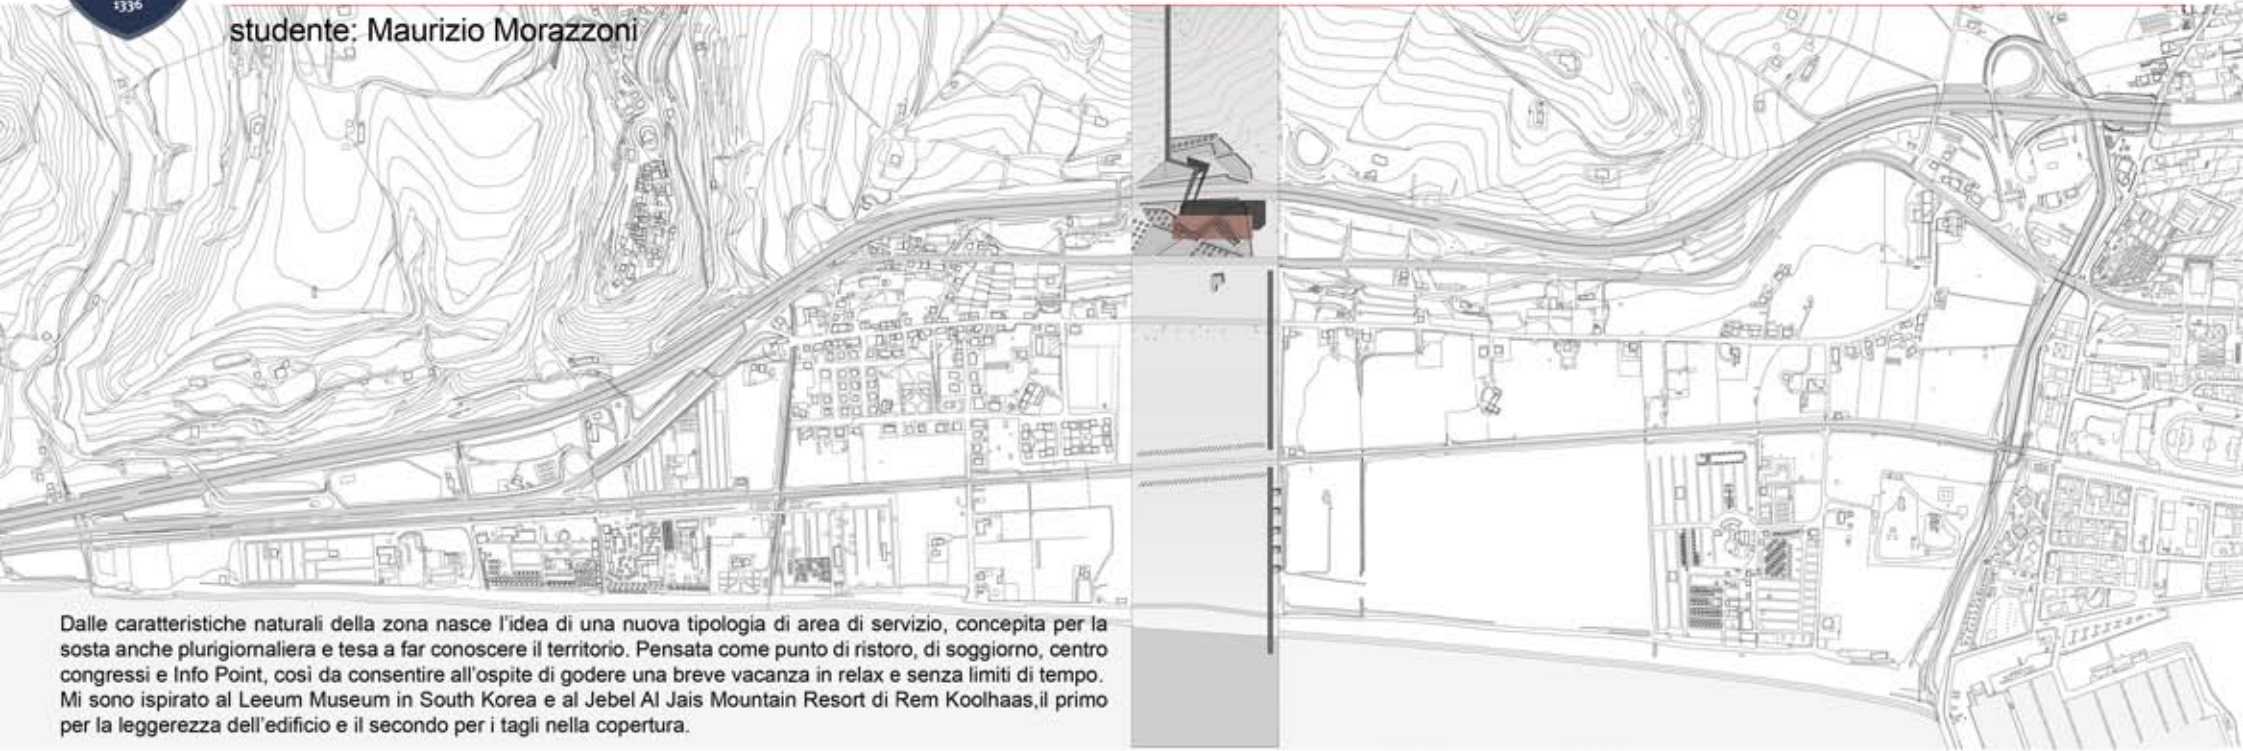 1336
studente: Maurizio Morazzoni
Dalle caratteristiche naturali della zona nasce l'idea di una nuova tipologia di area di servizio, concepita per la
sosta anche plurigiornaliera e tesa a far conoscere il territorio. Pensata come punto di ristoro, di soggiorno, centro
congressi e Info Point, così da consentire all'ospite di godere una breve vacanza in relax e senza limiti di tempo.
Mi sono ispirato al Leeum Museum in South Korea e al Jebel Al Jais Mountain Resort di Rem Koolhaas,il primo
per la leggerezza dell'edificio e il secondo per i tagli nella copertura.